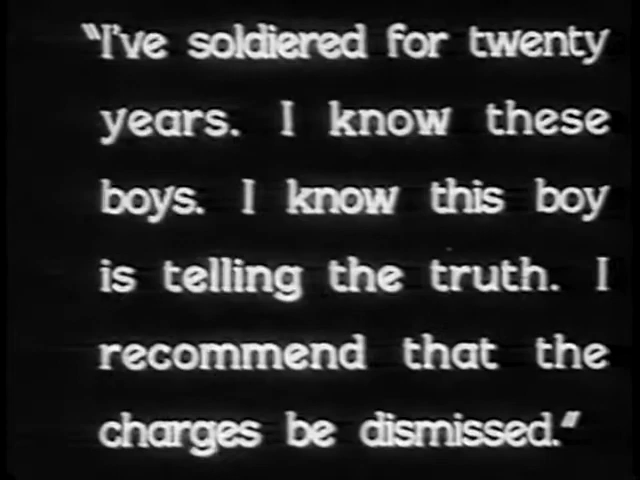 "I've soldiered for twenty
years. I know these
boys. I know this boy
is telling the truth. I
recommend that the
charges be dismissed."